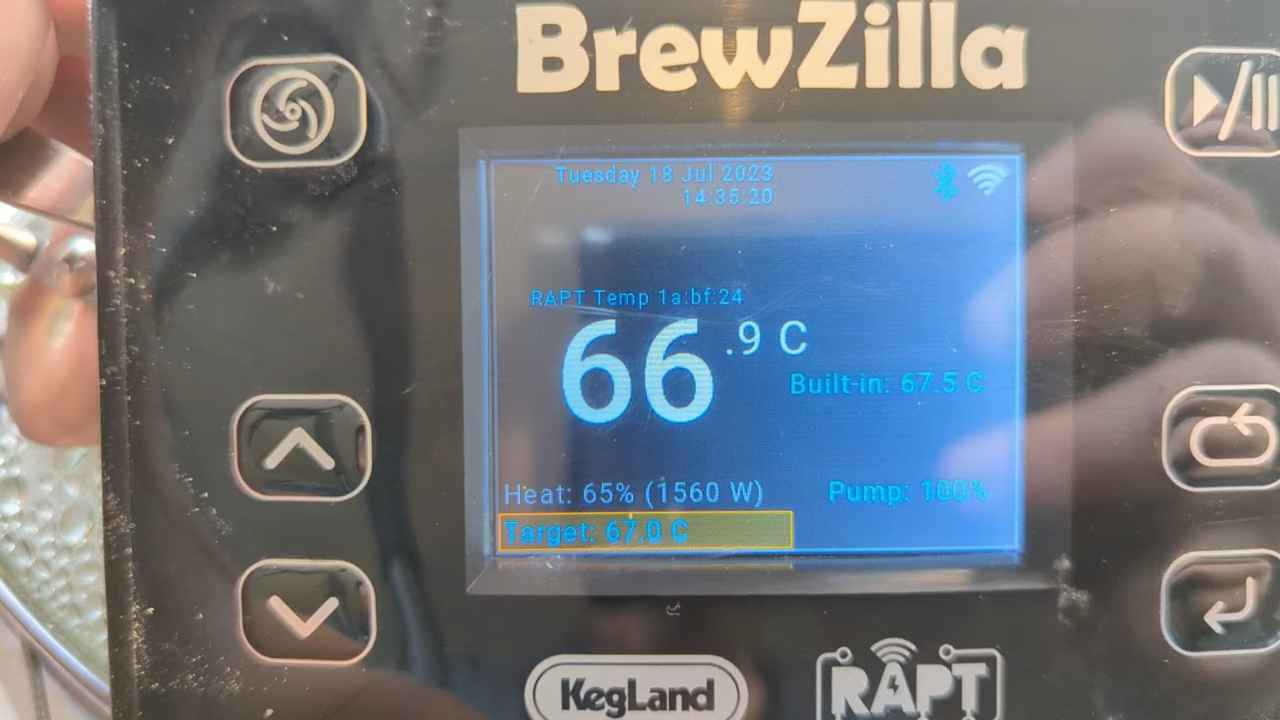 BrewZilla
Tuesday 18 Jul 2023
14:35:20
RAPT Temp 1a:bf:24
66.9 C
Built-in: 67.5 C
Heat: 65% (1560 W)
Pump: 100%
Target: 67.0 C
KegLand
RAPT